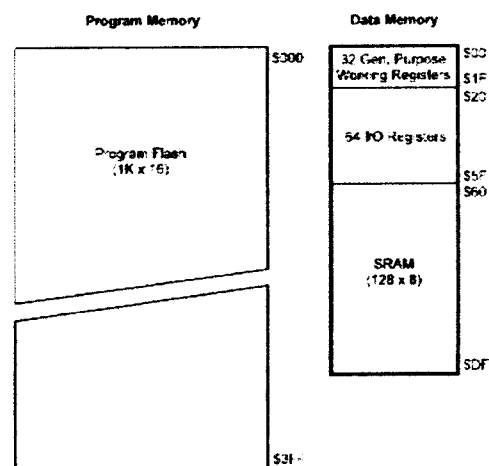 Program Memory
$000
Program Flash
(1K x 16)
$3FF
Data Memory
32 Gen. Purpose
Working Registers
$00
$1F
$20
64 I/O Registers
$5F
$60
SRAM
(128 x 8)
$DF